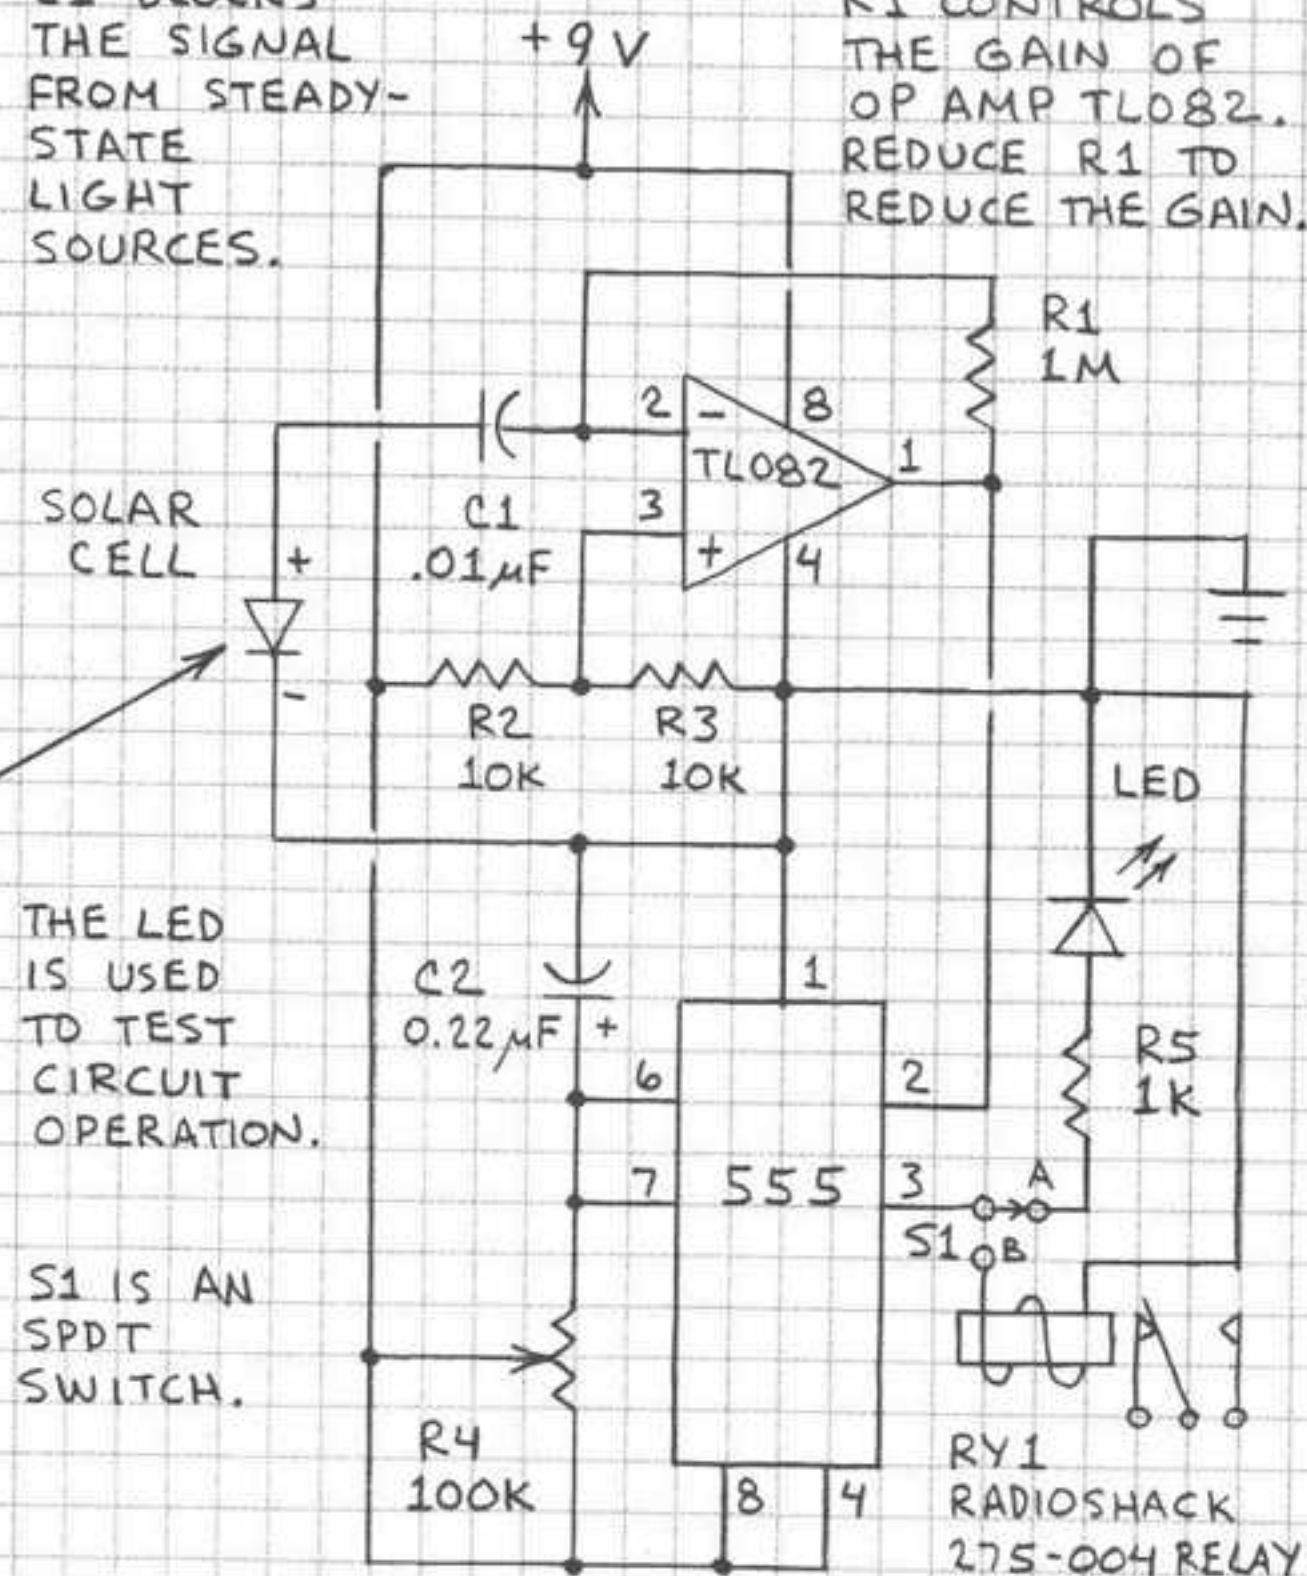 THE SIGNAL
FROM STEADY-
STATE
LIGHT
SOURCES.
+9V
R1 CONTROLS
THE GAIN OF
OP AMP TL082.
REDUCE R1 TO
REDUCE THE GAIN.
R1
1M
2
-
8
TL082
1
3
+
4
C1
.01µF
SOLAR
CELL
+
-
R2
10K
R3
10K
LED
THE LED
IS USED
TO TEST
CIRCUIT
OPERATION.
C2
0.22µF
+
1
6
2
R5
1K
7
555
3
A
S1
B
S1 IS AN
SPDT
SWITCH.
R4
100K
8
4
RY1
RADIOSHACK
275-004 RELAY